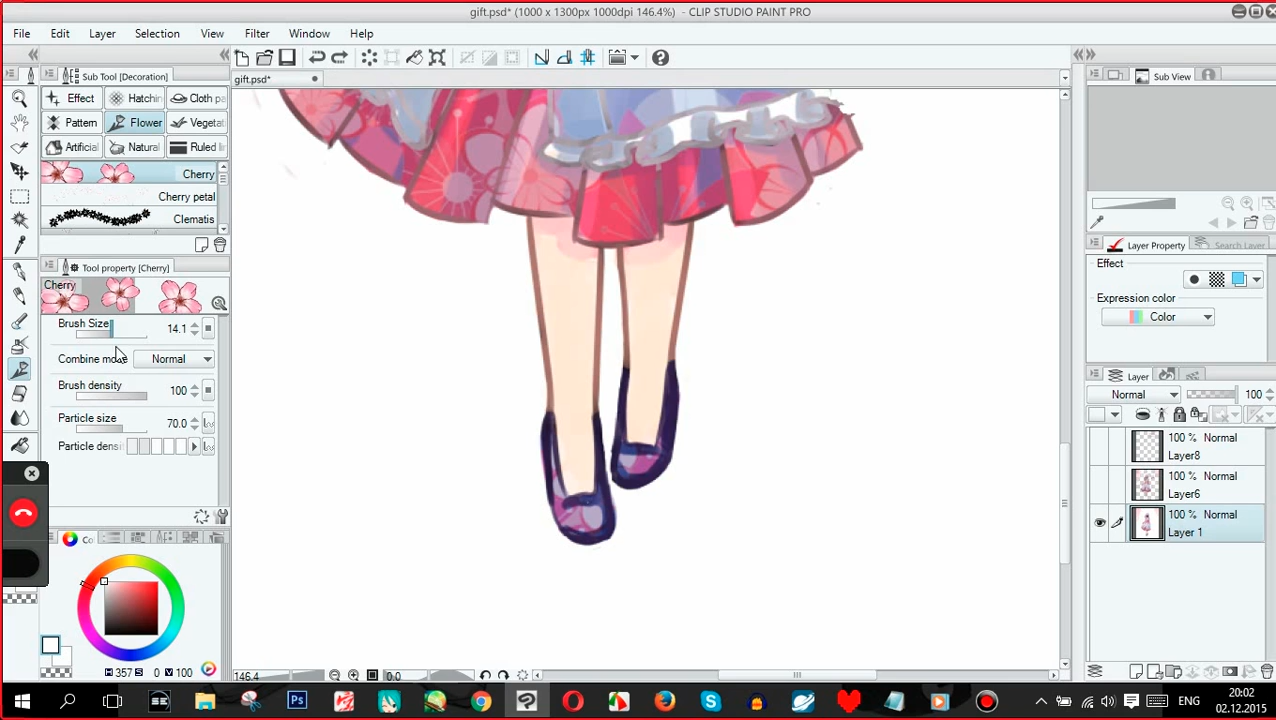 gift.psd* (1000 x 1300px 1000dpi 146.4%) - CLIP STUDIO PAINT PRO
File Edit Layer Selection View Filter Window Help
Sub Tool [Decoration]
gift.psd*
Sub View
Effect Hatchin Cloth pa
Pattern Flower Vegetat
Artificial Natural Ruled li
Cherry
Cherry petal
Clematis
Tool property [Cherry]
Cherry
Brush Size 14.1
Combine mode Normal
Brush density 100
Particle size 70.0
Particle densi
Layer Property Search Layer
Effect
Expression color
Color
Layer
Normal 100
100 % Normal
Layer8
100 % Normal
Layer6
100 % Normal
Layer 1
Co
H 357 S 0 V 100
146.4 0.0
Ps
ENG
20:02
02.12.2015